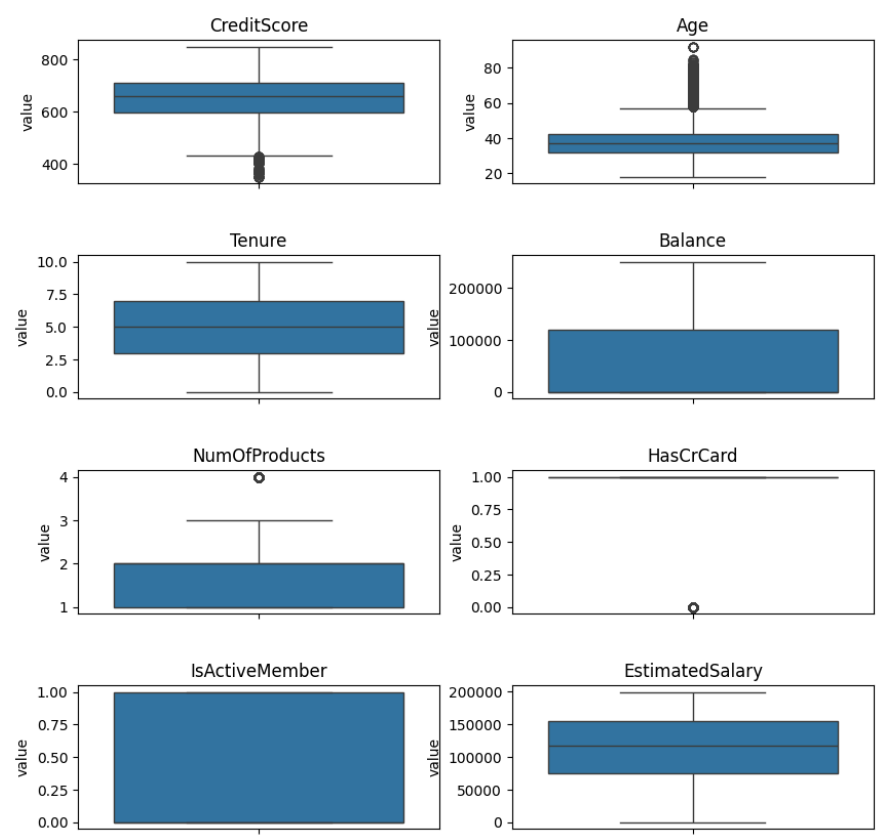 CreditScore
value
800
600
400
Age
value
80
60
40
20
Tenure
value
10.0
7.5
5.0
2.5
0.0
Balance
value
200000
100000
0
NumOfProducts
value
4
3
2
1
HasCrCard
value
1.00
0.75
0.50
0.25
0.00
IsActiveMember
value
1.00
0.75
0.50
0.25
0.00
EstimatedSalary
value
200000
150000
100000
50000
0